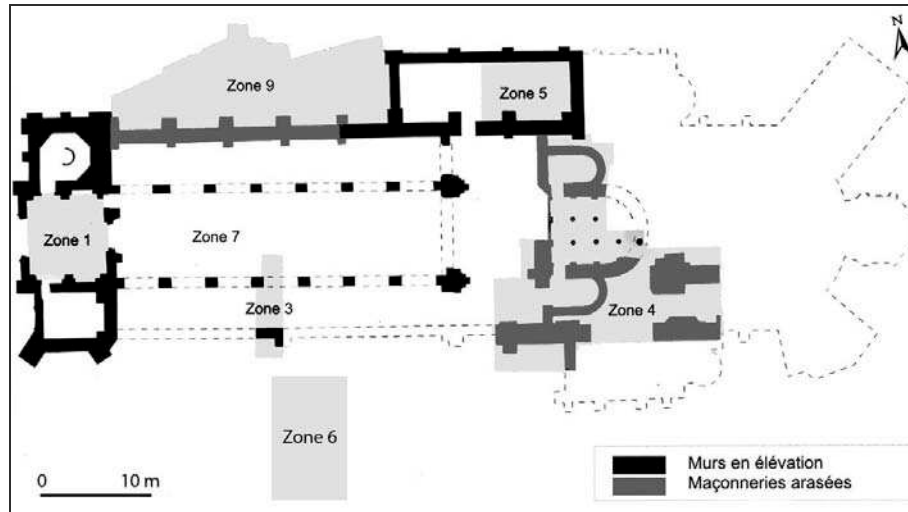 N
Zone 9
Zone 5
Zone 1
Zone 7
Zone 3
Zone 4
Zone 6
0 10 m
Murs en élévation
Maçonneries arasées